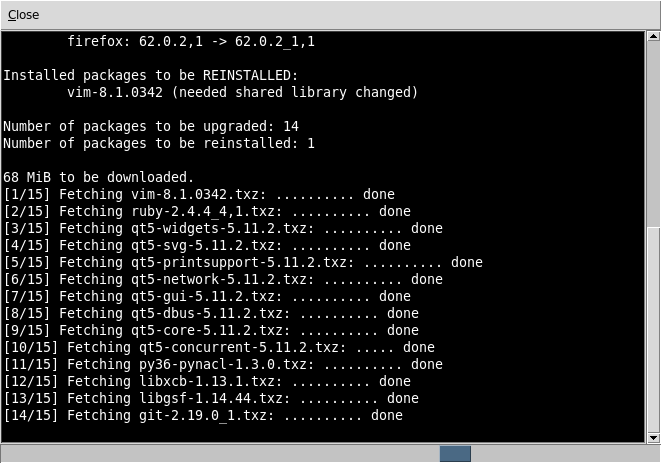 Close
firefox: 62.0.2,1 -> 62.0.2_1,1
Installed packages to be REINSTALLED:
vim-8.1.0342 (needed shared library changed)
Number of packages to be upgraded: 14
Number of packages to be reinstalled: 1
68 MiB to be downloaded.
[1/15] Fetching vim-8.1.0342.txz: .......... done
[2/15] Fetching ruby-2.4.4_4,1.txz: .......... done
[3/15] Fetching qt5-widgets-5.11.2.txz: .......... done
[4/15] Fetching qt5-svg-5.11.2.txz: .......... done
[5/15] Fetching qt5-printsupport-5.11.2.txz: .......... done
[6/15] Fetching qt5-network-5.11.2.txz: .......... done
[7/15] Fetching qt5-gui-5.11.2.txz: .......... done
[8/15] Fetching qt5-dbus-5.11.2.txz: .......... done
[9/15] Fetching qt5-core-5.11.2.txz: .......... done
[10/15] Fetching qt5-concurrent-5.11.2.txz: ..... done
[11/15] Fetching py36-pynacl-1.3.0.txz: .......... done
[12/15] Fetching libxcb-1.13.1.txz: .......... done
[13/15] Fetching libgsf-1.14.44.txz: .......... done
[14/15] Fetching git-2.19.0_1.txz: .......... done